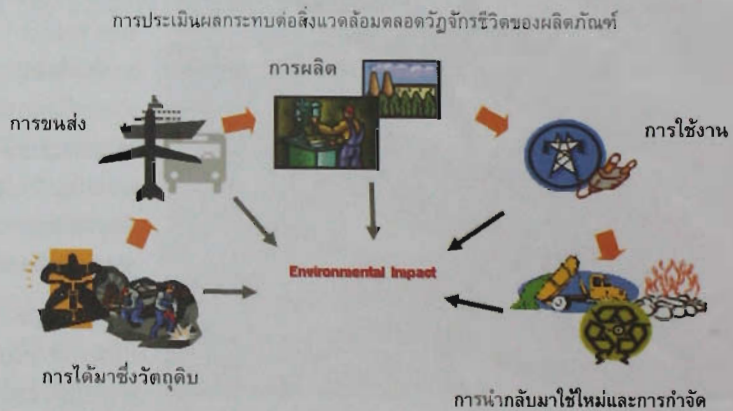 การประเมินผลกระทบต่อสิ่งแวดล้อมตลอดวัฏจักรชีวิตของผลิตภัณฑ์
การผลิต
การขนส่ง
การใช้งาน
Environmental Impact
การได้มาซึ่งวัตถุดิบ
การนำกลับมาใช้ใหม่และการกำจัด